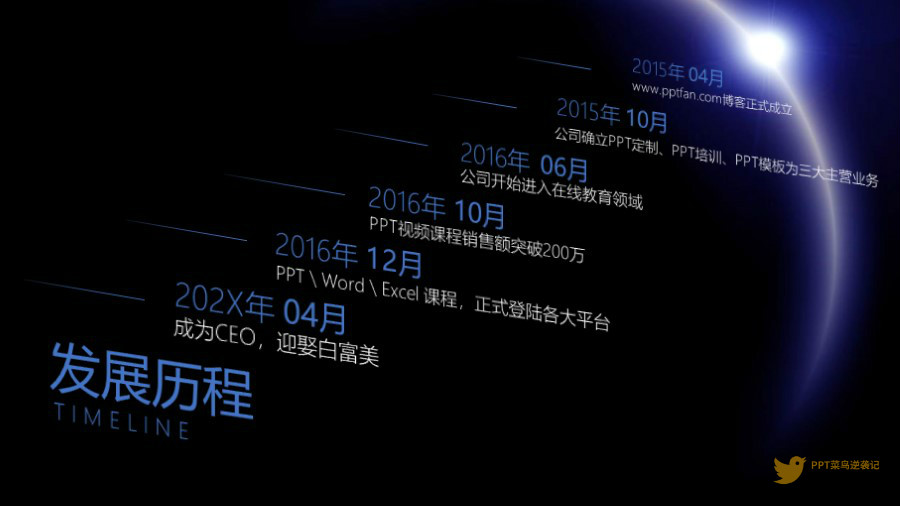 2015年 04月
www.pptfan.com博客正式成立
2015年 10月
公司确立PPT定制、PPT培训、PPT模板为三大主营业务
2016年 06月
公司开始进入在线教育领域
2016年 10月
PPT视频课程销售额突破200万
2016年 12月
PPT \ Word \ Excel 课程，正式登陆各大平台
202X年 04月
成为CEO，迎娶白富美
发展历程
TIMELINE
PPT菜鸟逆袭记